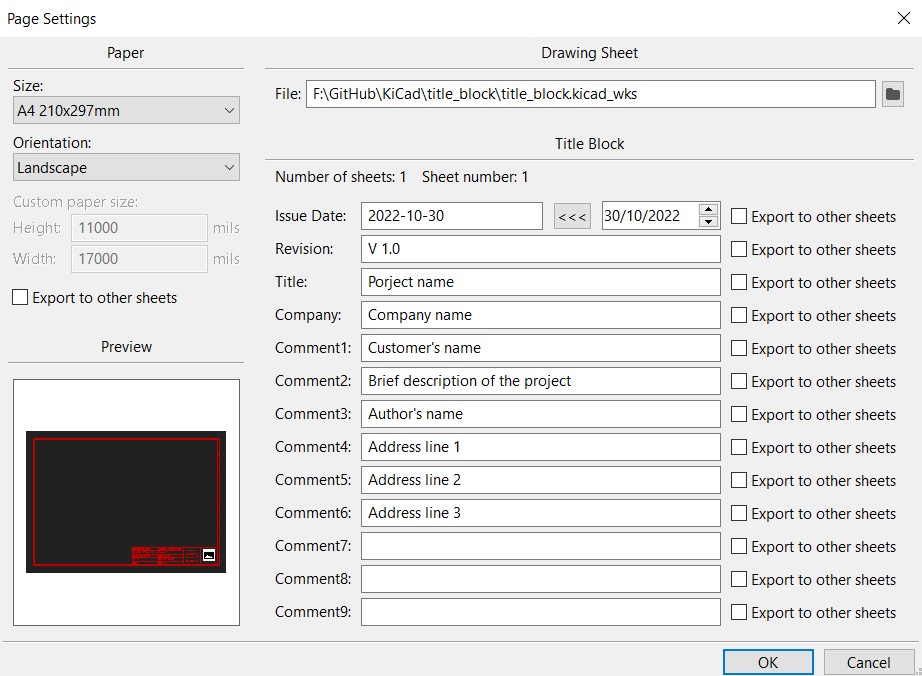 Page Settings
Paper
Size:
A4 210x297mm
Orientation:
Landscape
Custom paper size:
Height: 11000 mils
Width: 17000 mils
Export to other sheets
Preview
Drawing Sheet
File: F:\GitHub\KiCad\title_block\title_block.kicad_wks
Title Block
Number of sheets: 1 Sheet number: 1
Issue Date: 2022-10-30 <<< 30/10/2022 Export to other sheets
Revision: V 1.0 Export to other sheets
Title: Porject name Export to other sheets
Company: Company name Export to other sheets
Comment1: Customer's name Export to other sheets
Comment2: Brief description of the project Export to other sheets
Comment3: Author's name Export to other sheets
Comment4: Address line 1 Export to other sheets
Comment5: Address line 2 Export to other sheets
Comment6: Address line 3 Export to other sheets
Comment7: Export to other sheets
Comment8: Export to other sheets
Comment9: Export to other sheets
OK Cancel